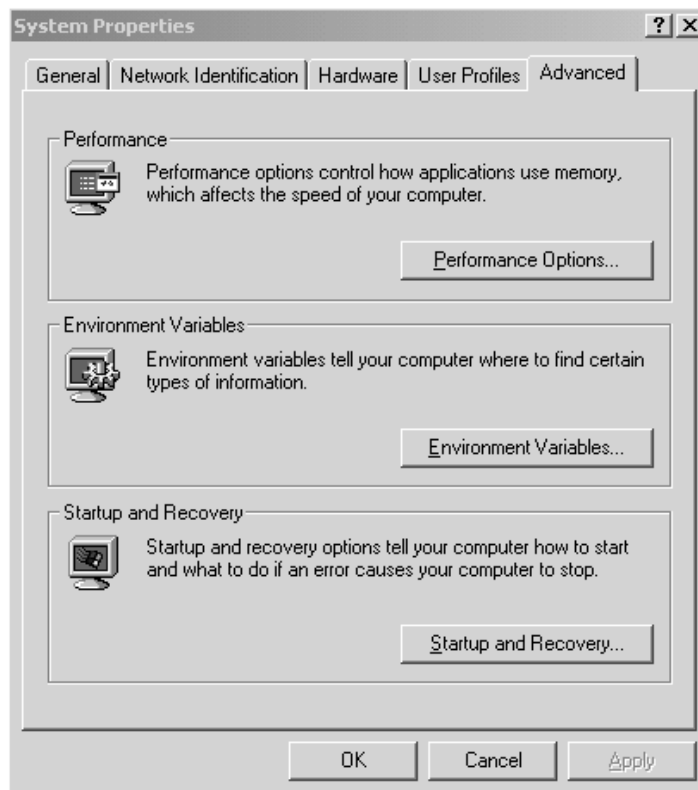 System Properties
? X
General Network Identification Hardware User Profiles Advanced
Performance
Performance options control how applications use memory,
which affects the speed of your computer.
Performance Options...
Environment Variables
Environment variables tell your computer where to find certain
types of information.
Environment Variables...
Startup and Recovery
Startup and recovery options tell your computer how to start
and what to do if an error causes your computer to stop.
Startup and Recovery...
OK Cancel Apply